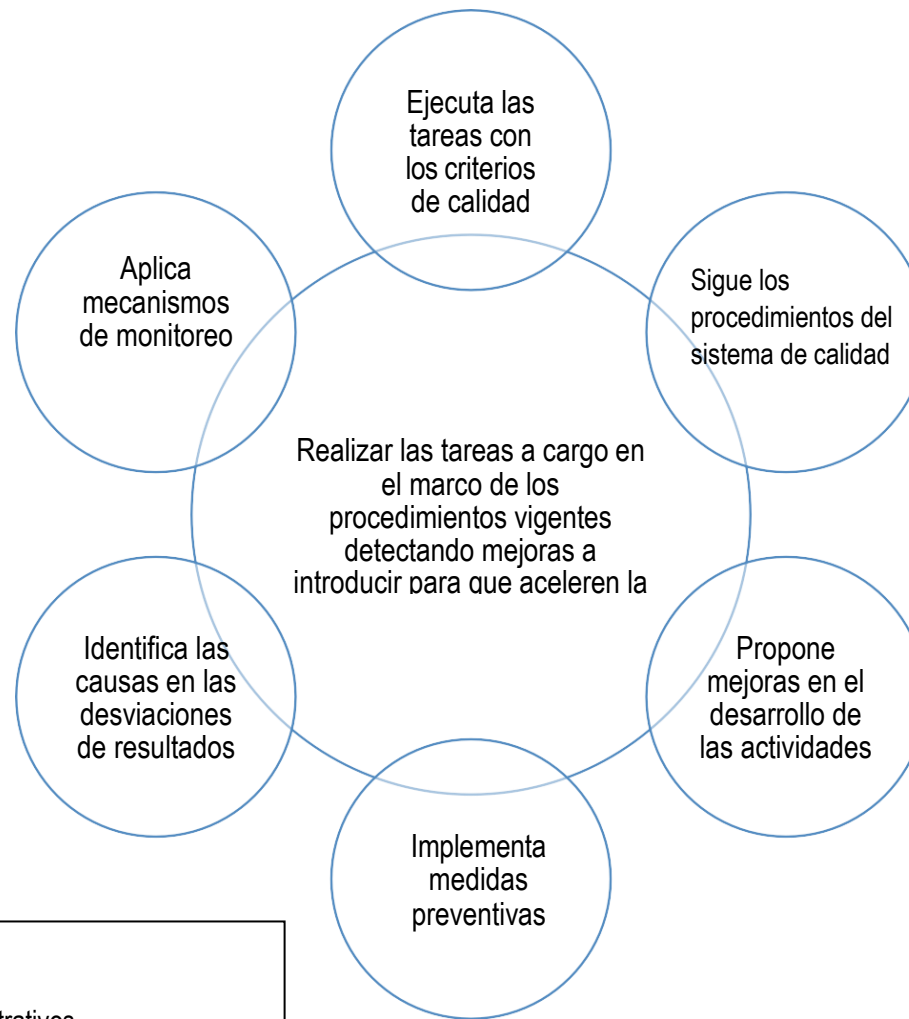 Ejecuta las
tareas con
los criterios
de calidad
Aplica
mecanismos
de monitoreo
Sigue los
procedimientos del
sistema de calidad
Realizar las tareas a cargo en
el marco de los
procedimientos vigentes
detectando mejoras a
introducir para que aceleren la
Identifica las
causas en las
desviaciones
de resultados
Propone
mejoras en el
desarrollo de
las actividades
Implementa
medidas
preventivas